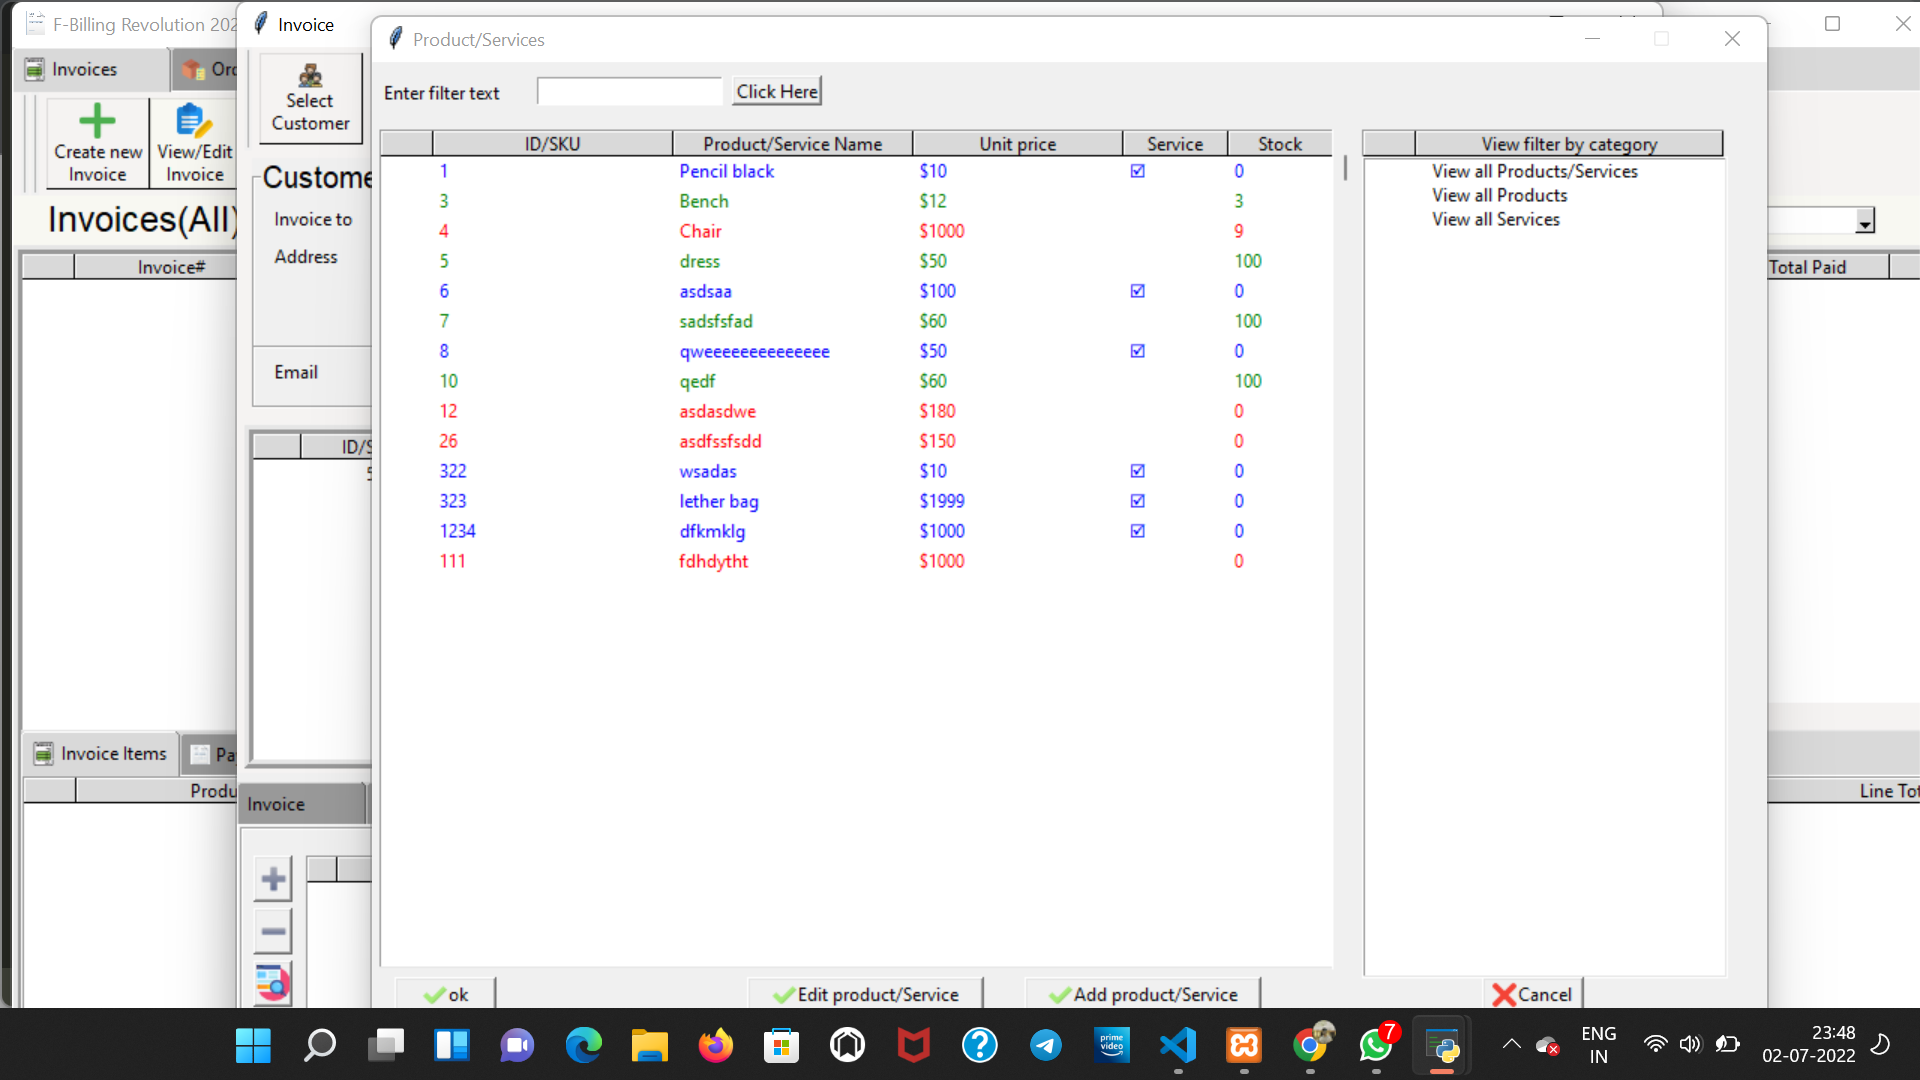 F-Billing Revolution 202
Invoice
Product/Services
Invoices
Ord
Select
Customer
Enter filter text
Click Here
Create new
Invoice
View/Edit
Invoice
Custome
Invoices(All)
Invoice to
Address
Email
Invoice#
Total Paid
ID/SKU Product/Service Name Unit price Service Stock
1 Pencil black $10 ☑ 0
3 Bench $12 3
4 Chair $1000 9
5 dress $50 100
6 asdsaa $100 ☑ 0
7 sadsfsfad $60 100
8 qweeeeeeeeeeeeee $50 ☑ 0
10 qedf $60 100
12 asdasdwe $180 0
26 asdfssfsdd $150 0
322 wsadas $10 ☑ 0
323 lether bag $1999 ☑ 0
1234 dfkmklg $1000 ☑ 0
111 fdhdytht $1000 0
View filter by category
View all Products/Services
View all Products
View all Services
ID/S
5
Invoice Items
Pay
Produ
Line Tot
Invoice
ok
Edit product/Service
Add product/Service
Cancel
prime
video
7
ENG
IN
23:48
02-07-2022